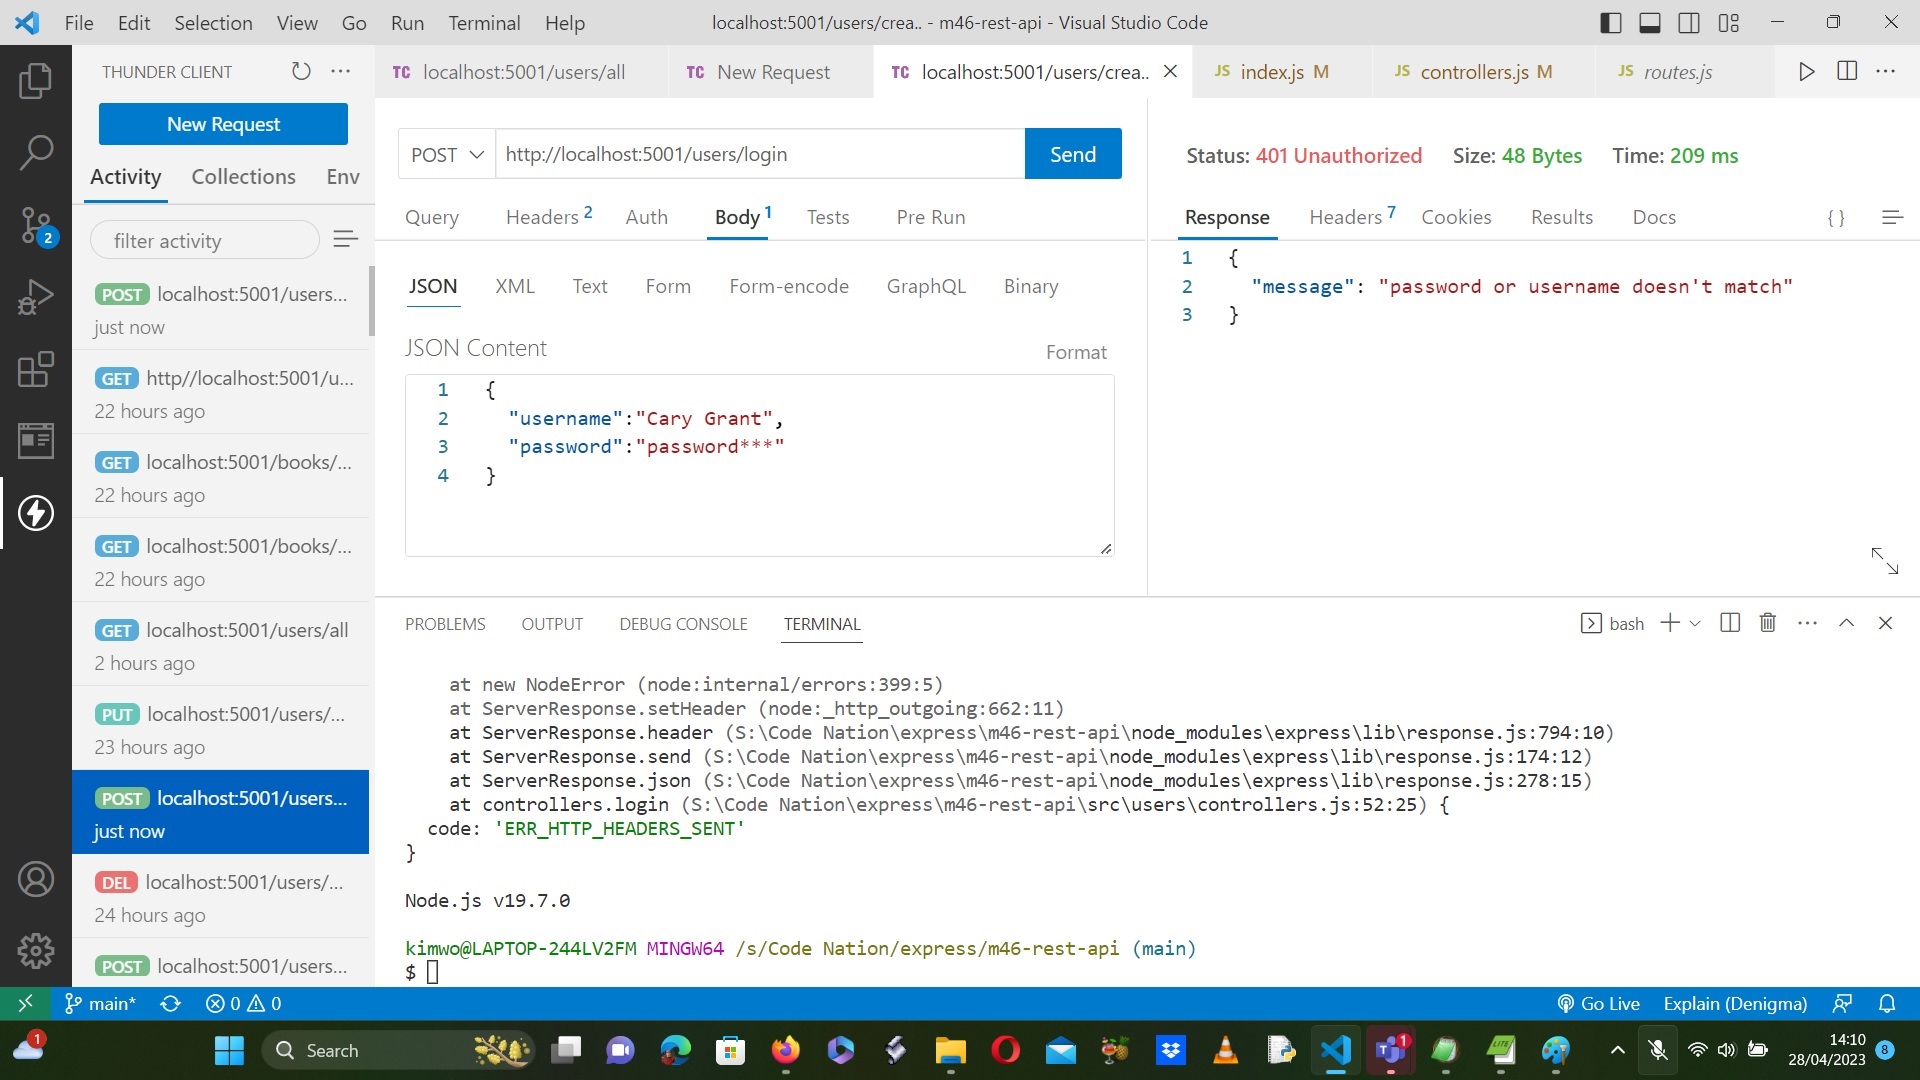 File Edit Selection View Go Run Terminal Help
localhost:5001/users/crea.. - m46-rest-api - Visual Studio Code
THUNDER CLIENT
New Request
Activity Collections Env
filter activity
POST localhost:5001/users...
just now
GET http//localhost:5001/u...
22 hours ago
GET localhost:5001/books/...
22 hours ago
GET localhost:5001/books/...
22 hours ago
GET localhost:5001/users/all
2 hours ago
PUT localhost:5001/users/...
23 hours ago
POST localhost:5001/users...
just now
DEL localhost:5001/users/...
24 hours ago
POST localhost:5001/users...
2
TC localhost:5001/users/all
TC New Request
TC localhost:5001/users/crea..
JS index.js M
JS controllers.js M
JS routes.js
POST http://localhost:5001/users/login Send
Query Headers 2 Auth Body 1 Tests Pre Run
JSON XML Text Form Form-encode GraphQL Binary
JSON Content
Format
1 {
2 "username":"Cary Grant",
3 "password":"password***"
4 }
Status: 401 Unauthorized Size: 48 Bytes Time: 209 ms
Response Headers 7 Cookies Results Docs { }
1 {
2 "message": "password or username doesn't match"
3 }
PROBLEMS OUTPUT DEBUG CONSOLE TERMINAL
bash
at new NodeError (node:internal/errors:399:5)
at ServerResponse.setHeader (node:_http_outgoing:662:11)
at ServerResponse.header (S:\Code Nation\express\m46-rest-api\node_modules\express\lib\response.js:794:10)
at ServerResponse.send (S:\Code Nation\express\m46-rest-api\node_modules\express\lib\response.js:174:12)
at ServerResponse.json (S:\Code Nation\express\m46-rest-api\node_modules\express\lib\response.js:278:15)
at controllers.login (S:\Code Nation\express\m46-rest-api\src\users\controllers.js:52:25) {
code: 'ERR_HTTP_HEADERS_SENT'
}
Node.js v19.7.0
kimwo@LAPTOP-244LV2FM MINGW64 /s/Code Nation/express/m46-rest-api (main)
$
main* 0 0
Go Live Explain (Denigma)
1
Search
LITE
1
14:10
28/04/2023
8